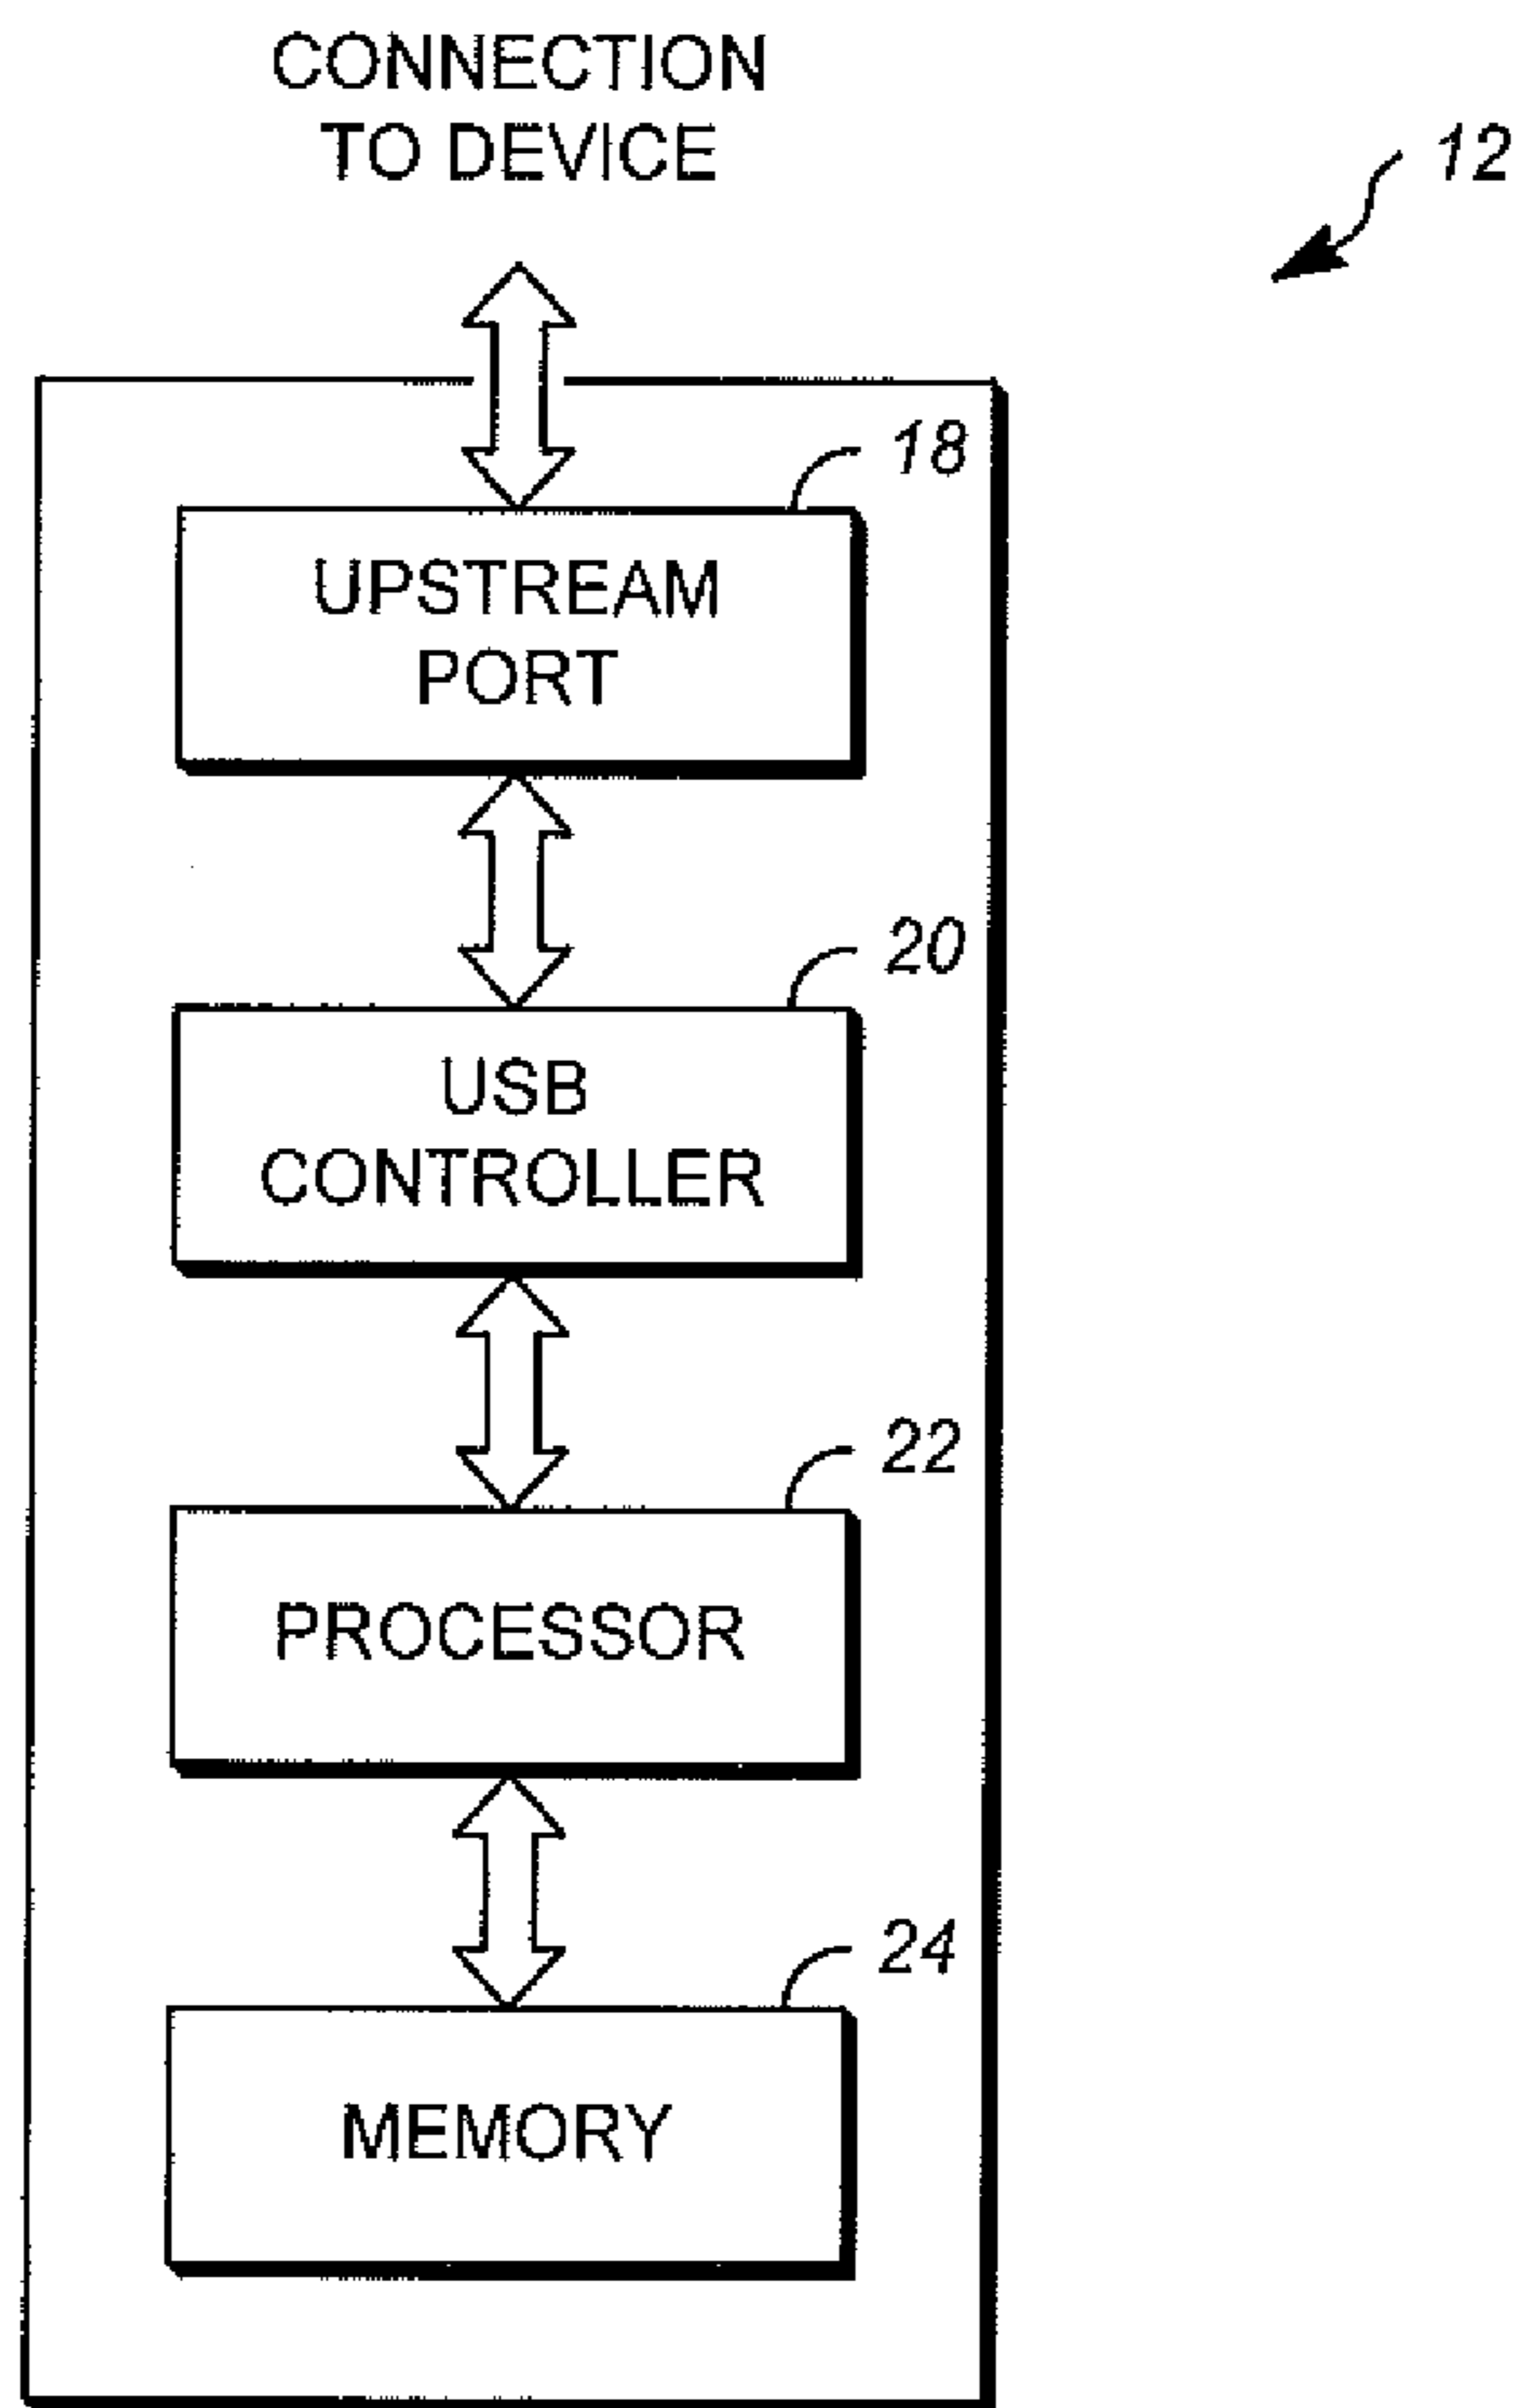 CONNECTION
TO DEVICE
12
18
UPSTREAM
PORT
20
USB
CONTROLLER
22
PROCESSOR
24
MEMORY